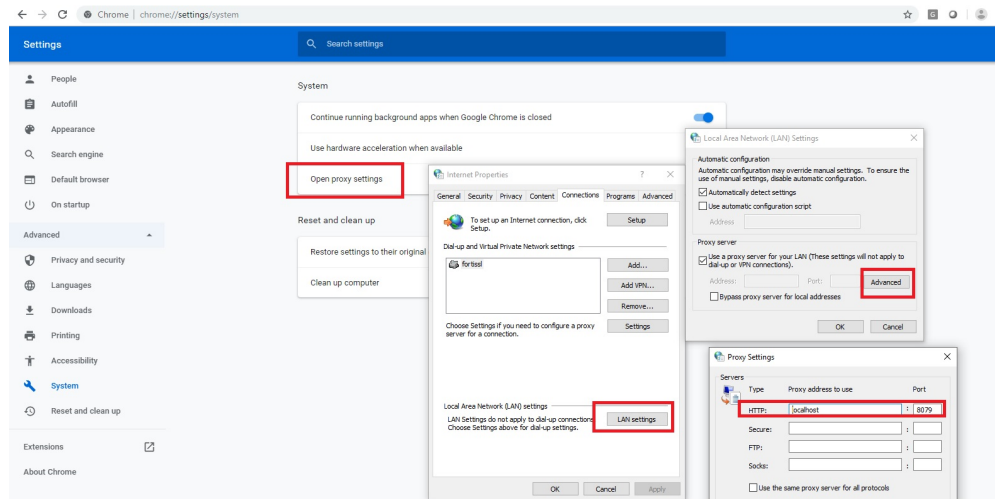 Chrome | chrome://settings/system
Settings
Search settings
People
Autofill
Appearance
Search engine
Default browser
On startup
Advanced
Privacy and security
Languages
Downloads
Printing
Accessibility
System
Reset and clean up
Extensions
About Chrome
System
Continue running background apps when Google Chrome is closed
Use hardware acceleration when available
Open proxy settings
Reset and clean up
Restore settings to their original
Clean up computer
Internet Properties
?
General Security Privacy Content Connections Programs Advanced
To set up an Internet connection, click
Setup.
Setup
Dial-up and Virtual Private Network settings
fortissl
Add...
Add VPN...
Remove...
Choose Settings if you need to configure a proxy
server for a connection.
Settings
Local Area Network (LAN) settings
LAN Settings do not apply to dial-up connections.
Choose Settings above for dial-up settings.
LAN settings
OK Cancel Apply
Local Area Network (LAN) Settings
Automatic configuration
Automatic configuration may override manual settings. To ensure the
use of manual settings, disable automatic configuration.
Automatically detect settings
Use automatic configuration script
Address
Proxy server
Use a proxy server for your LAN (These settings will not apply to
dial-up or VPN connections).
Address: Port: Advanced
Bypass proxy server for local addresses
OK Cancel
Proxy Settings
Servers
Type Proxy address to use Port
HTTP: localhost : 8079
Secure: :
FTP: :
Socks: :
Use the same proxy server for all protocols